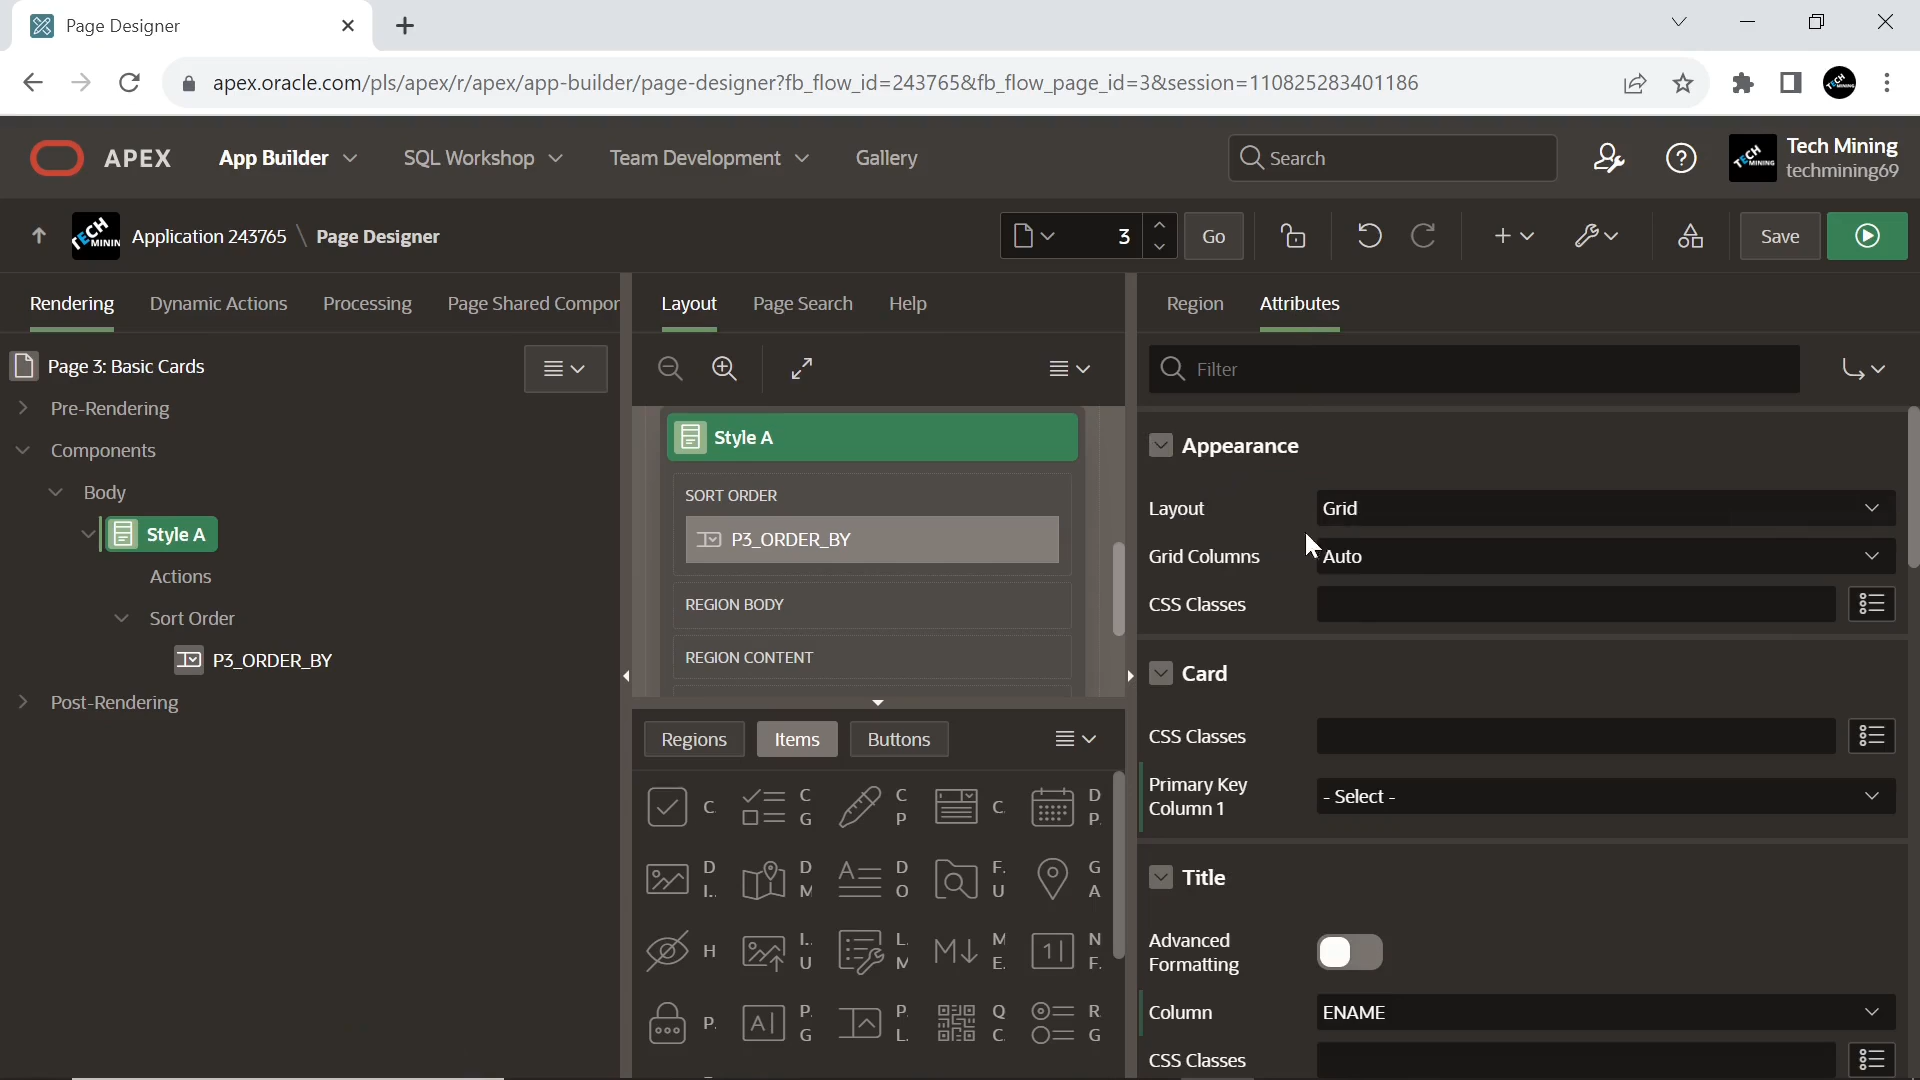 Page Designer
apex.oracle.com/pls/apex/r/apex/app-builder/page-designer?fb_flow_id=243765&fb_flow_page_id=3&session=110825283401186
APEX
App Builder
SQL Workshop
Team Development
Gallery
Search
Tech Mining
techmining69
Application 243765 \ Page Designer
3
Go
Save
Rendering
Dynamic Actions
Processing
Page Shared Compor
Layout
Page Search
Help
Region
Attributes
Page 3: Basic Cards
Pre-Rendering
Components
Body
Style A
Actions
Sort Order
P3_ORDER_BY
Post-Rendering
Style A
SORT ORDER
P3_ORDER_BY
REGION BODY
REGION CONTENT
Regions
Items
Buttons
C.
C G
C P
C.
D P.
D I..
D M
A D O
F. U
G A
H
I.. U
L. M
M↓ M E.
1 N F.
P.
A P. G
P. L.
Q C.
R G
Filter
Appearance
Layout
Grid
Grid Columns
Auto
CSS Classes
Card
CSS Classes
Primary Key
Column 1
- Select -
Title
Advanced
Formatting
Column
ENAME
CSS Classes